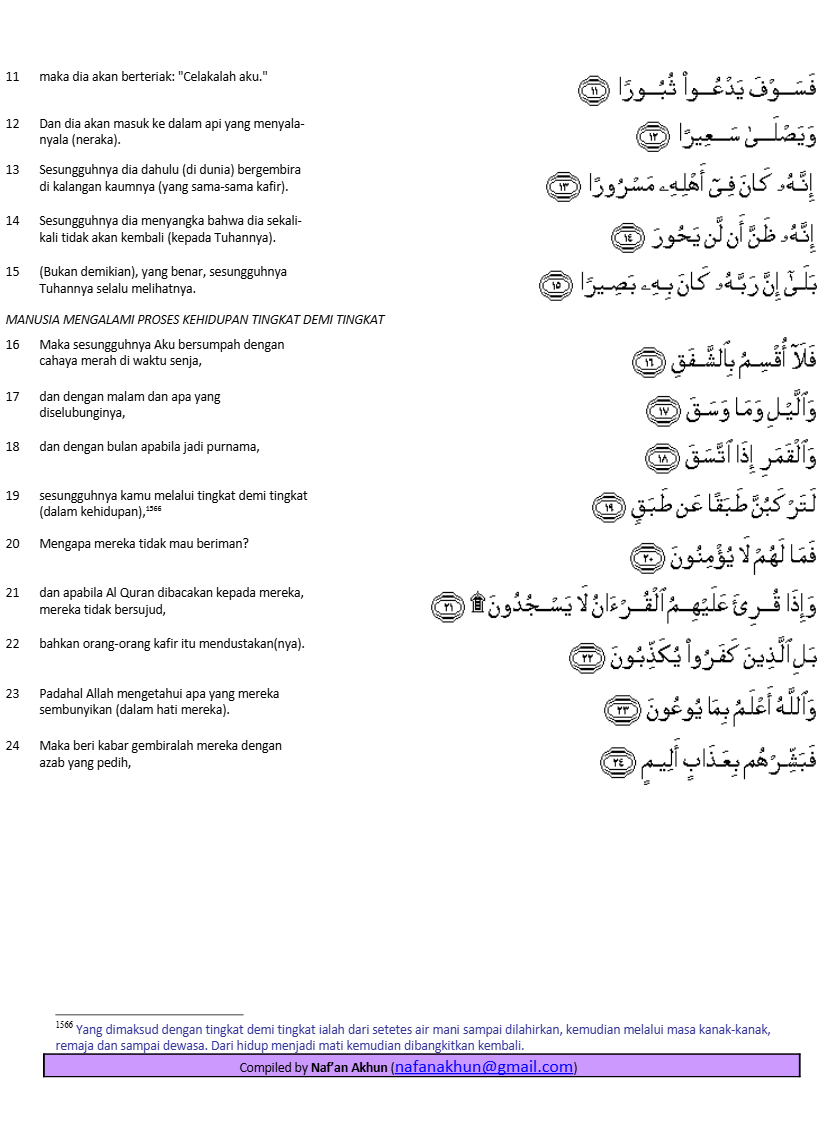 11 maka dia akan berteriak: "Celakalah aku." فَسَوْفَ يَدْعُوا۟ ثُبُورًا ١١
12 Dan dia akan masuk ke dalam api yang menyala-
nyala (neraka). وَيَصْلَىٰ سَعِيرًا ١٢
13 Sesungguhnya dia dahulu (di dunia) bergembira
di kalangan kaumnya (yang sama-sama kafir). إِنَّهُۥ كَانَ فِىٓ أَهْلِهِۦ مَسْرُورًا ١٣
14 Sesungguhnya dia menyangka bahwa dia sekali-
kali tidak akan kembali (kepada Tuhannya). إِنَّهُۥ ظَنَّ أَن لَّن يَحُورَ ١٤
15 (Bukan demikian), yang benar, sesungguhnya
Tuhannya selalu melihatnya. بَلَىٰٓ إِنَّ رَبَّهُۥ كَانَ بِهِۦ بَصِيرًا ١٥
MANUSIA MENGALAMI PROSES KEHIDUPAN TINGKAT DEMI TINGKAT
16 Maka sesungguhnya Aku bersumpah dengan
cahaya merah di waktu senja, فَلَآ أُقْسِمُ بِٱلشَّفَقِ ١٦
17 dan dengan malam dan apa yang
diselubunginya, وَٱلَّيْلِ وَمَا وَسَقَ ١٧
18 dan dengan bulan apabila jadi purnama, وَٱلْقَمَرِ إِذَا ٱتَّسَقَ ١٨
19 sesungguhnya kamu melalui tingkat demi tingkat
(dalam kehidupan),1566 لَتَرْكَبُنَّ طَبَقًا عَن طَبَقٍ ١٩
20 Mengapa mereka tidak mau beriman? فَمَا لَهُمْ لَا يُؤْمِنُونَ ٢٠
21 dan apabila Al Quran dibacakan kepada mereka,
mereka tidak bersujud, وَإِذَا قُرِئَ عَلَيْهِمُ ٱلْقُرْءَانُ لَا يَسْجُدُونَ ۩ ٢١
22 bahkan orang-orang kafir itu mendustakan(nya). بَلِ ٱلَّذِينَ كَفَرُوا۟ يُكَذِّبُونَ ٢٢
23 Padahal Allah mengetahui apa yang mereka
sembunyikan (dalam hati mereka). وَٱللَّهُ أَعْلَمُ بِمَا يُوعُونَ ٢٣
24 Maka beri kabar gembiralah mereka dengan
azab yang pedih, فَبَشِّرْهُم بِعَذَابٍ أَلِيمٍ ٢٤
1566 Yang dimaksud dengan tingkat demi tingkat ialah dari setetes air mani sampai dilahirkan, kemudian melalui masa kanak-kanak,
remaja dan sampai dewasa. Dari hidup menjadi mati kemudian dibangkitkan kembali.
Compiled by Naf’an Akhun (nafanakhun@gmail.com)